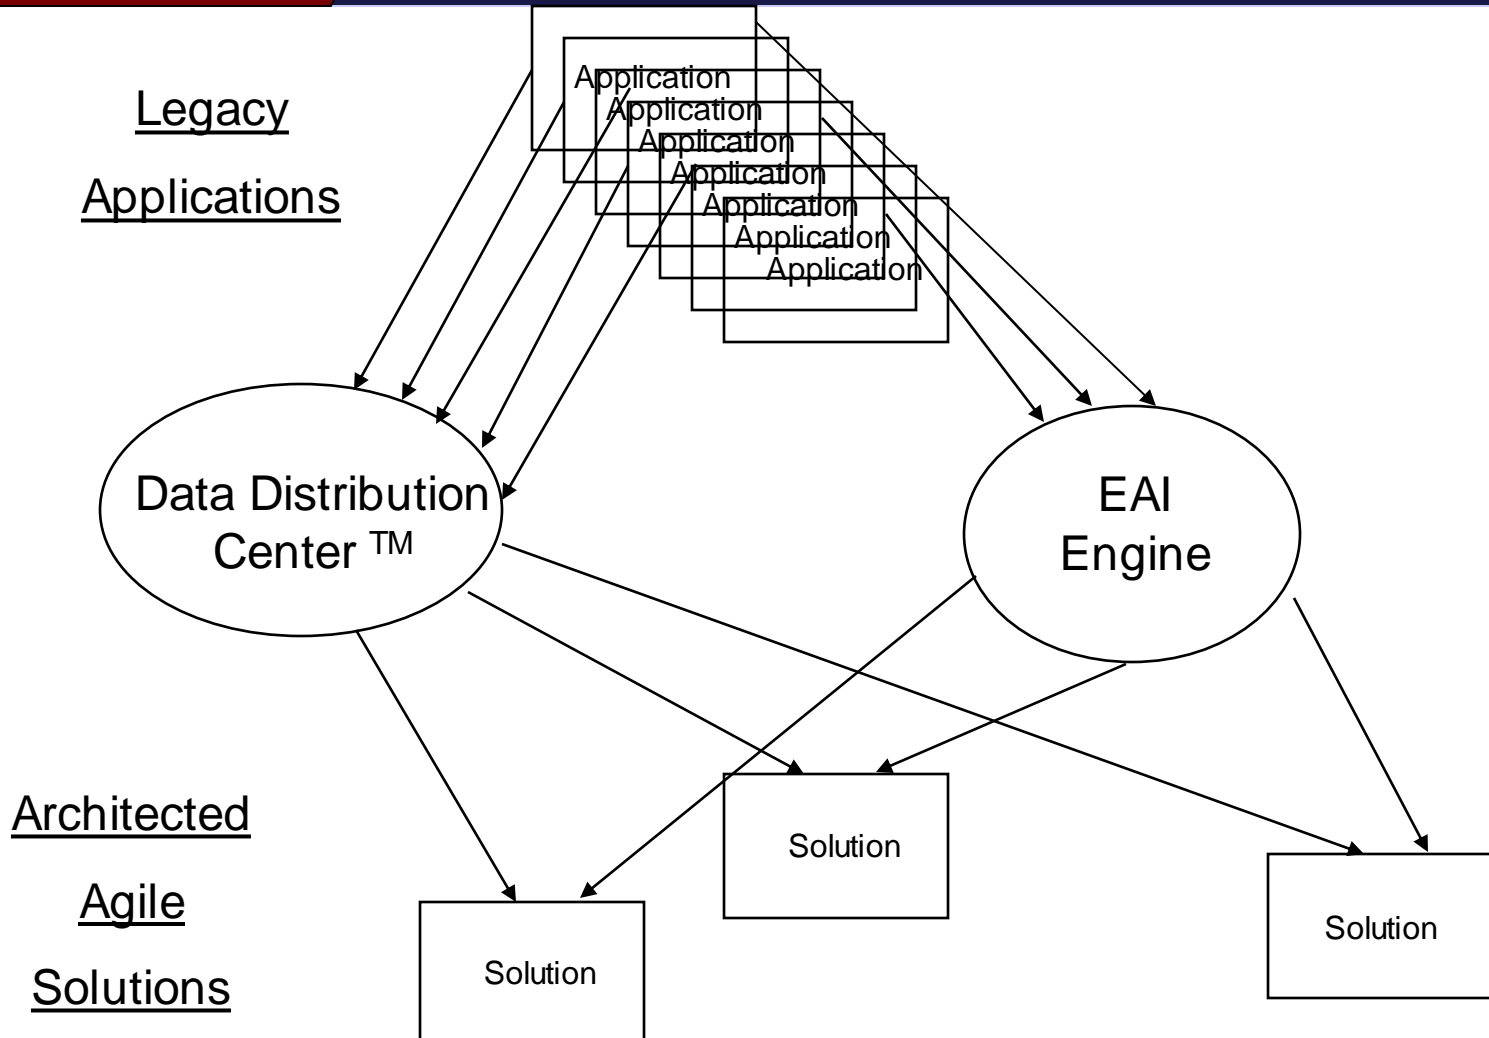 Legacy
Applications
Application
Application
Application
Application
Application
Application
Application
Data Distribution
Center TM
EAI
Engine
Architected
Agile
Solutions
Solution
Solution
Solution